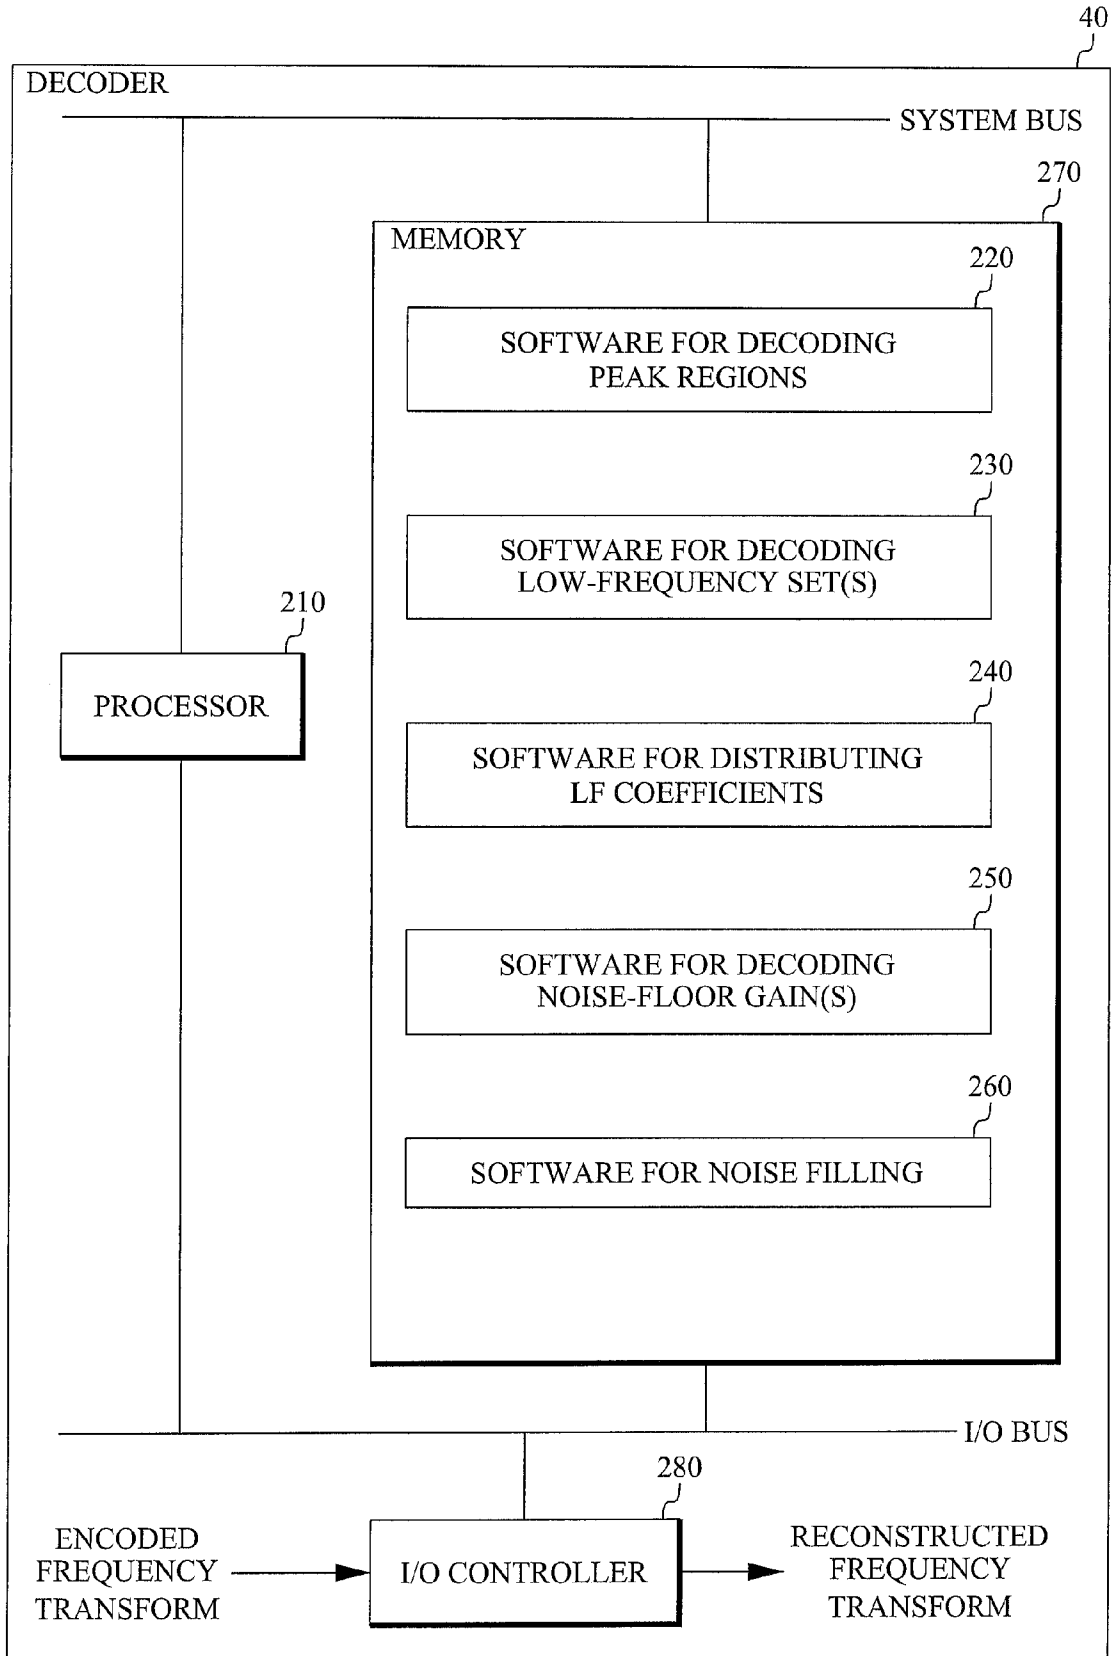 40
DECODER
SYSTEM BUS
270
MEMORY
220
SOFTWARE FOR DECODING
PEAK REGIONS
230
SOFTWARE FOR DECODING
LOW-FREQUENCY SET(S)
210
PROCESSOR
240
SOFTWARE FOR DISTRIBUTING
LF COEFFICIENTS
250
SOFTWARE FOR DECODING
NOISE-FLOOR GAIN(S)
260
SOFTWARE FOR NOISE FILLING
I/O BUS
280
ENCODED
FREQUENCY
TRANSFORM
I/O CONTROLLER
RECONSTRUCTED
FREQUENCY
TRANSFORM